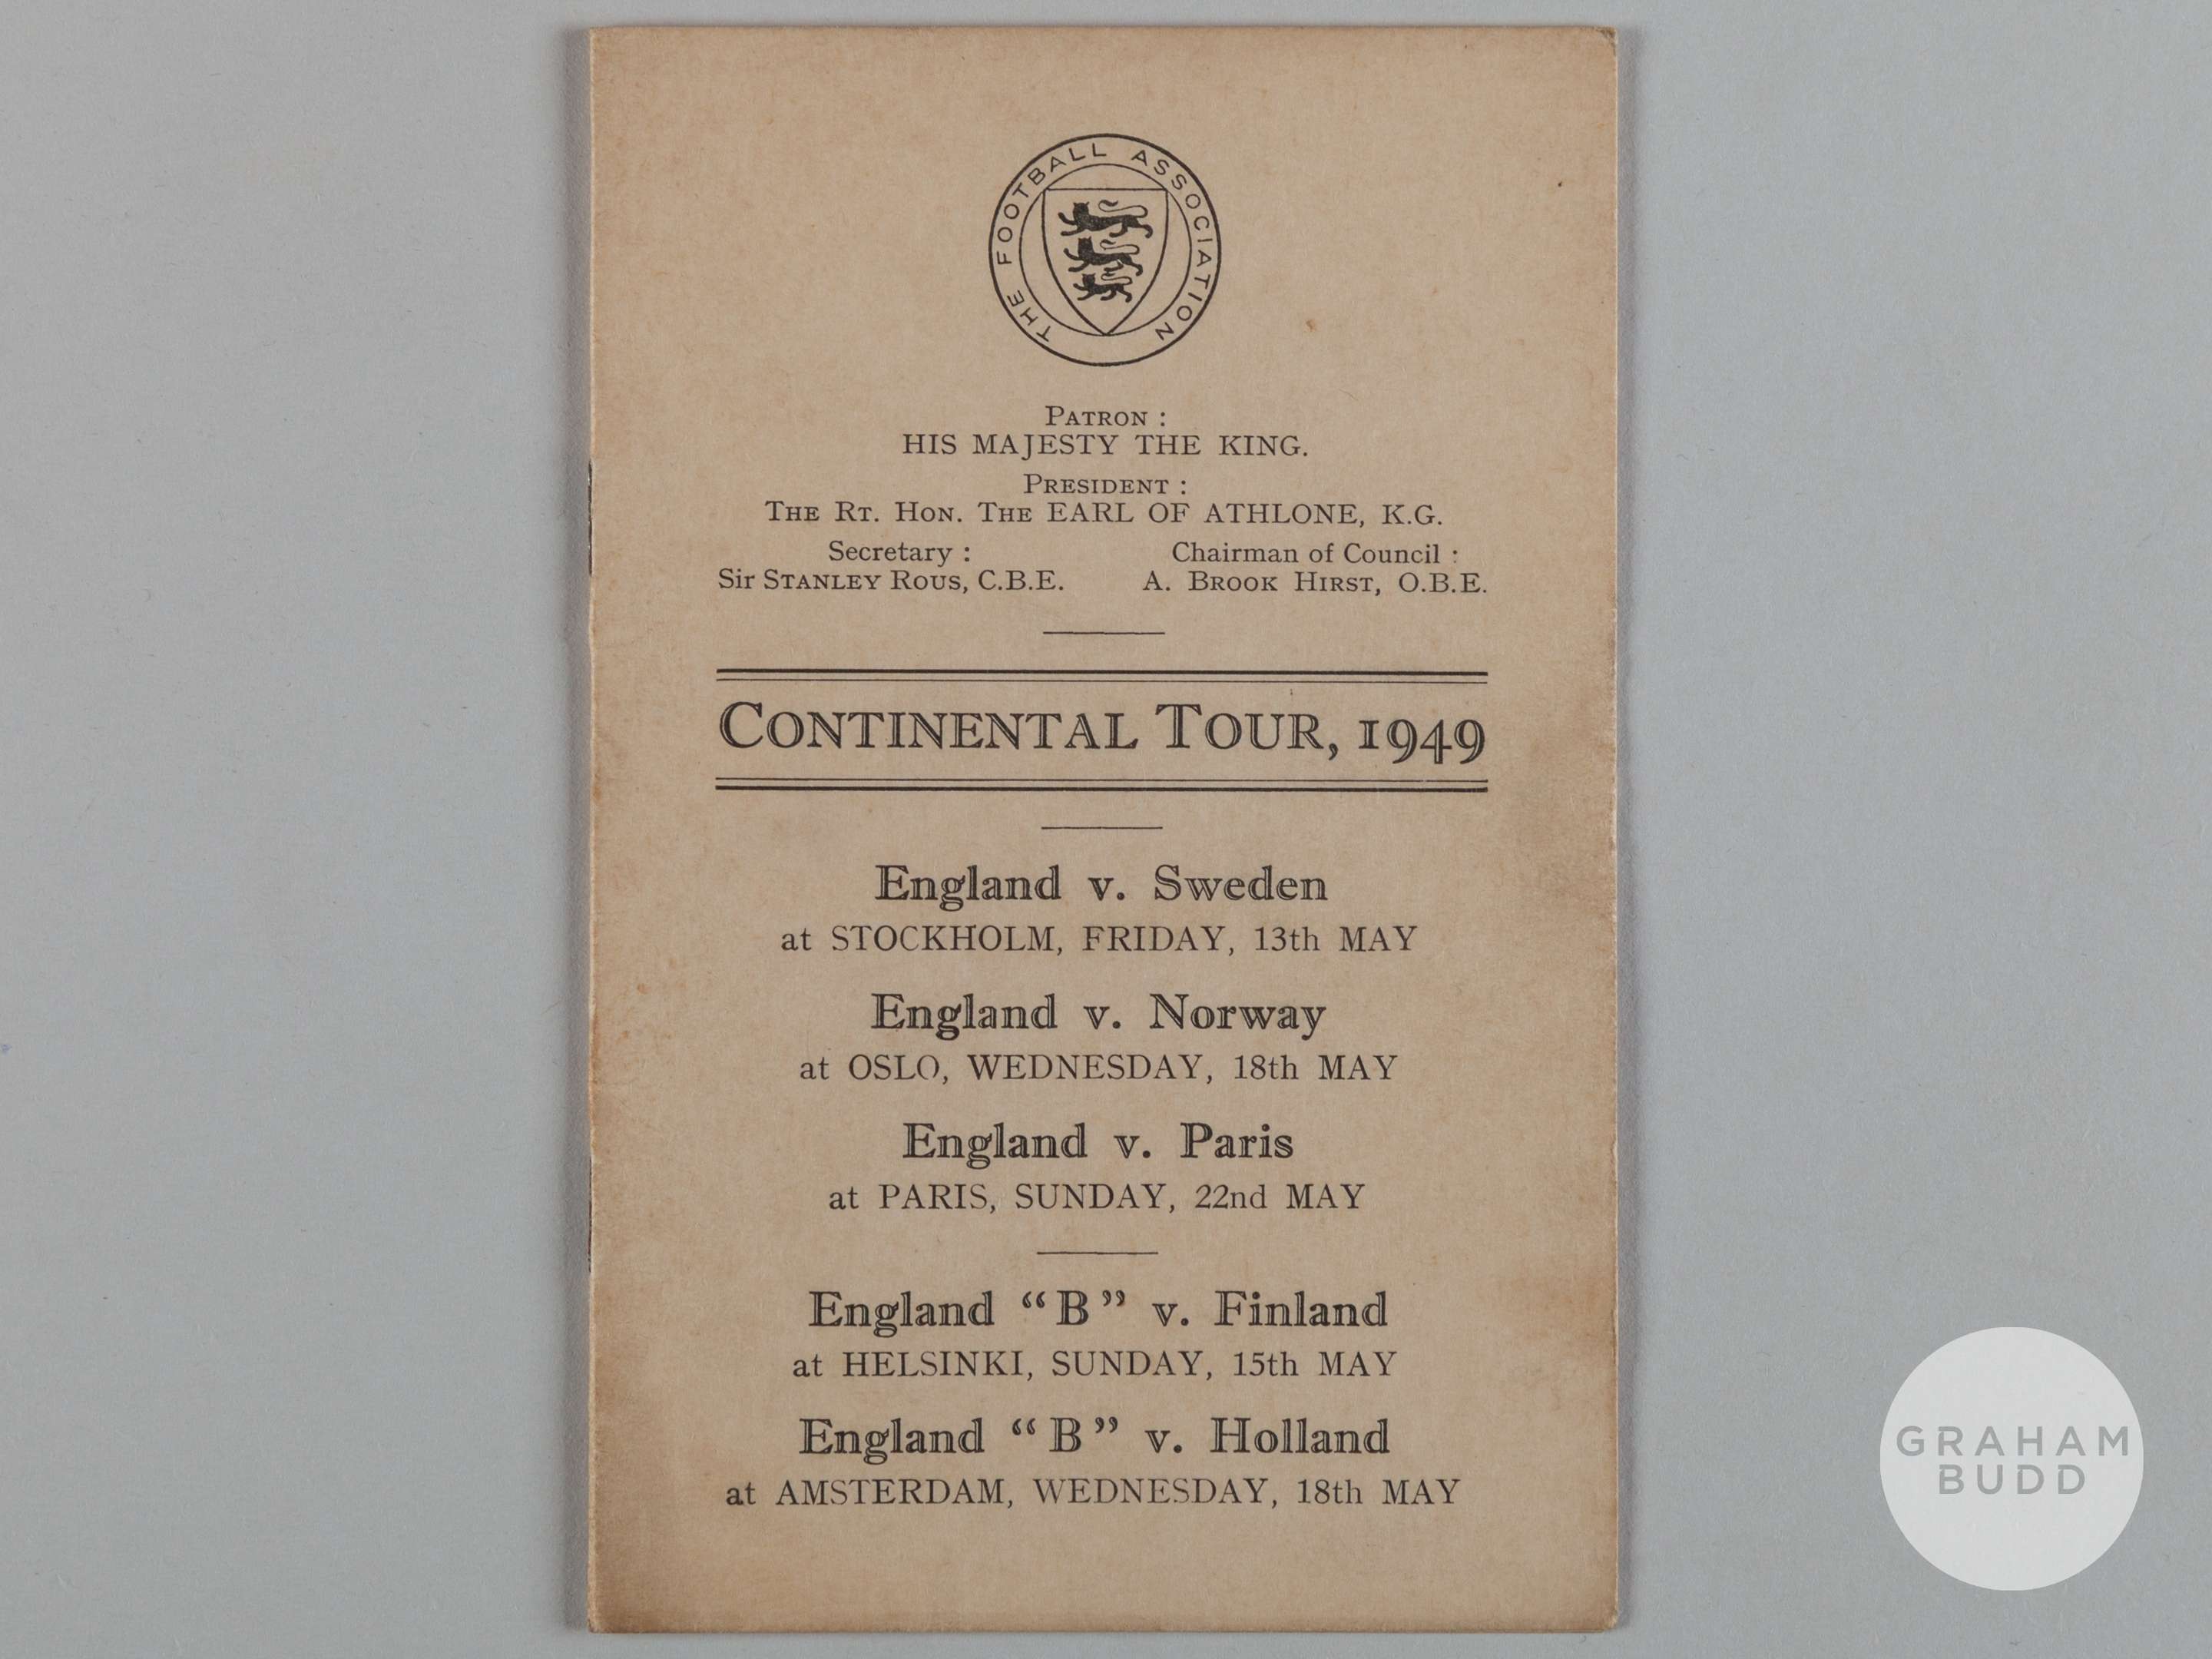 THE FOOTBALL ASSOCIATION
PATRON :
HIS MAJESTY THE KING.
PRESIDENT :
THE RT. HON. THE EARL OF ATHLONE, K.G.
Secretary :
Sir STANLEY ROUS, C.B.E.
Chairman of Council :
A. BROOK HIRST, O.B.E.
CONTINENTAL TOUR, 1949
England v. Sweden
at STOCKHOLM, FRIDAY, 13th MAY
England v. Norway
at OSLO, WEDNESDAY, 18th MAY
England v. Paris
at PARIS, SUNDAY, 22nd MAY
England “B” v. Finland
at HELSINKI, SUNDAY, 15th MAY
England “B” v. Holland
at AMSTERDAM, WEDNESDAY, 18th MAY
GRAHAM
BUDD